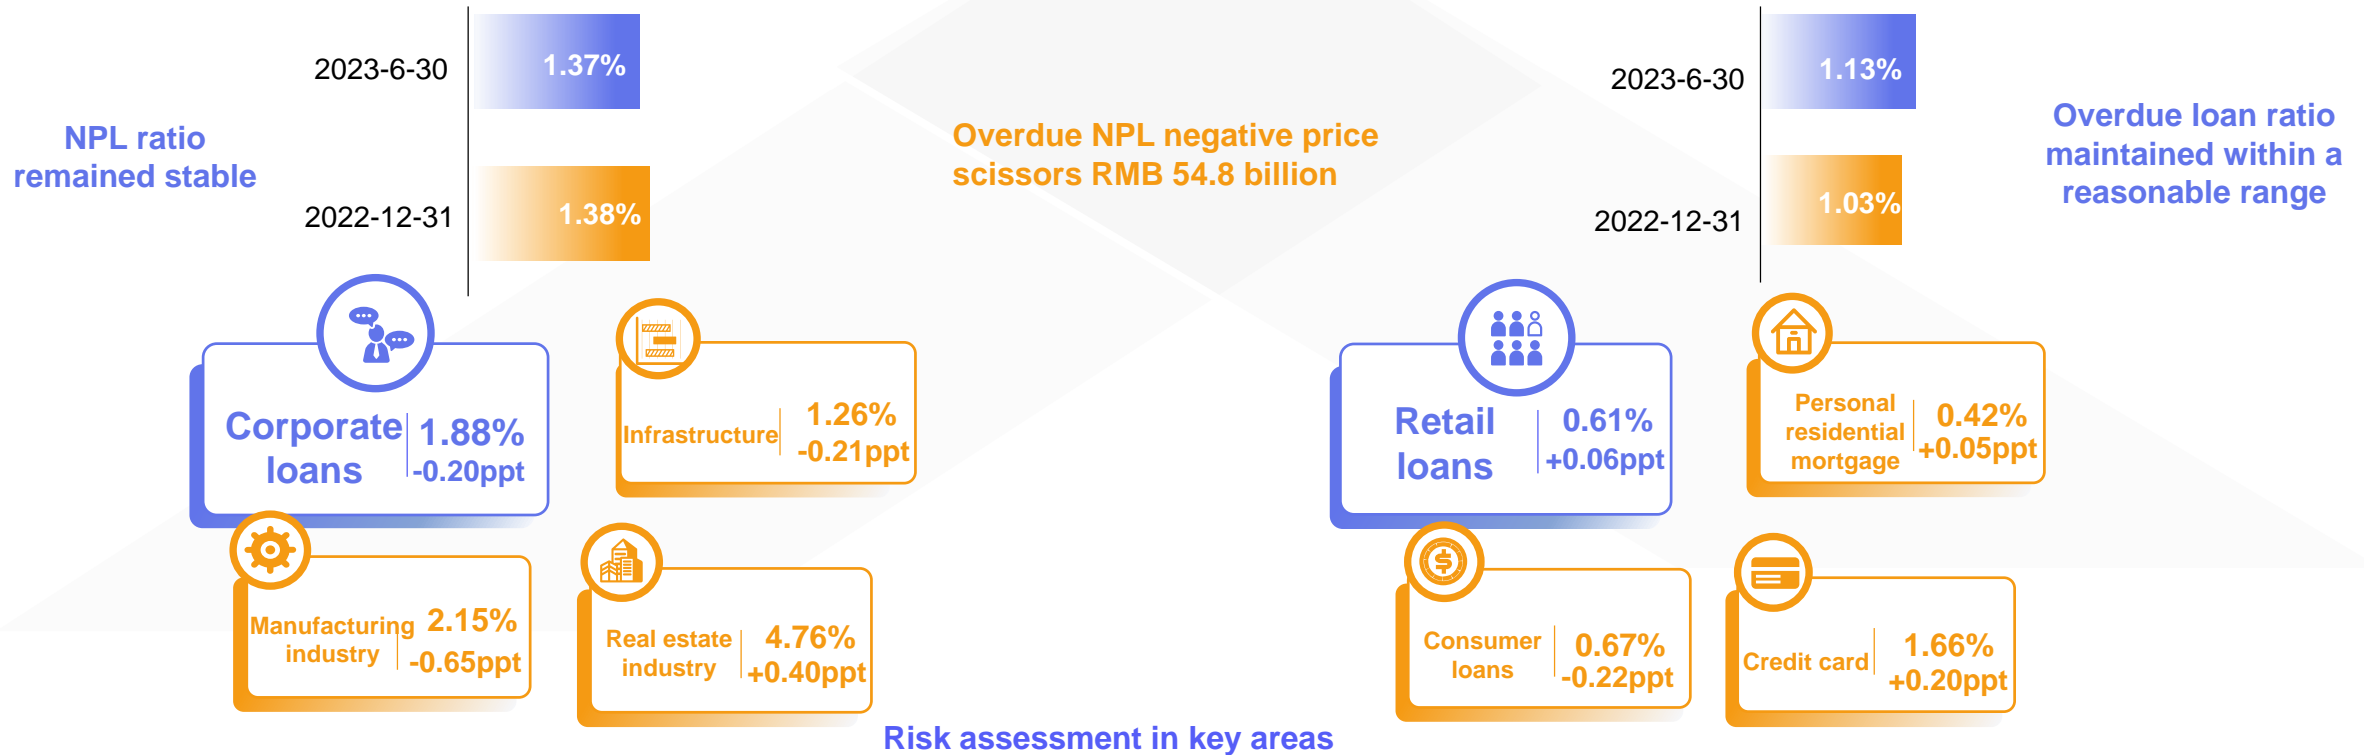 NPL ratio
remained stable
2023-6-30
1.37%
2022-12-31
1.38%
Overdue NPL negative price
scissors RMB 54.8 billion
2023-6-30
1.13%
2022-12-31
1.03%
Overdue loan ratio
maintained within a
reasonable range
Corporate
loans
1.88%
-0.20ppt
Infrastructure
1.26%
-0.21ppt
Manufacturing
industry
2.15%
-0.65ppt
Real estate
industry
4.76%
+0.40ppt
Retail
loans
0.61%
+0.06ppt
Personal
residential
mortgage
0.42%
+0.05ppt
Consumer
loans
0.67%
-0.22ppt
Credit card
1.66%
+0.20ppt
Risk assessment in key areas